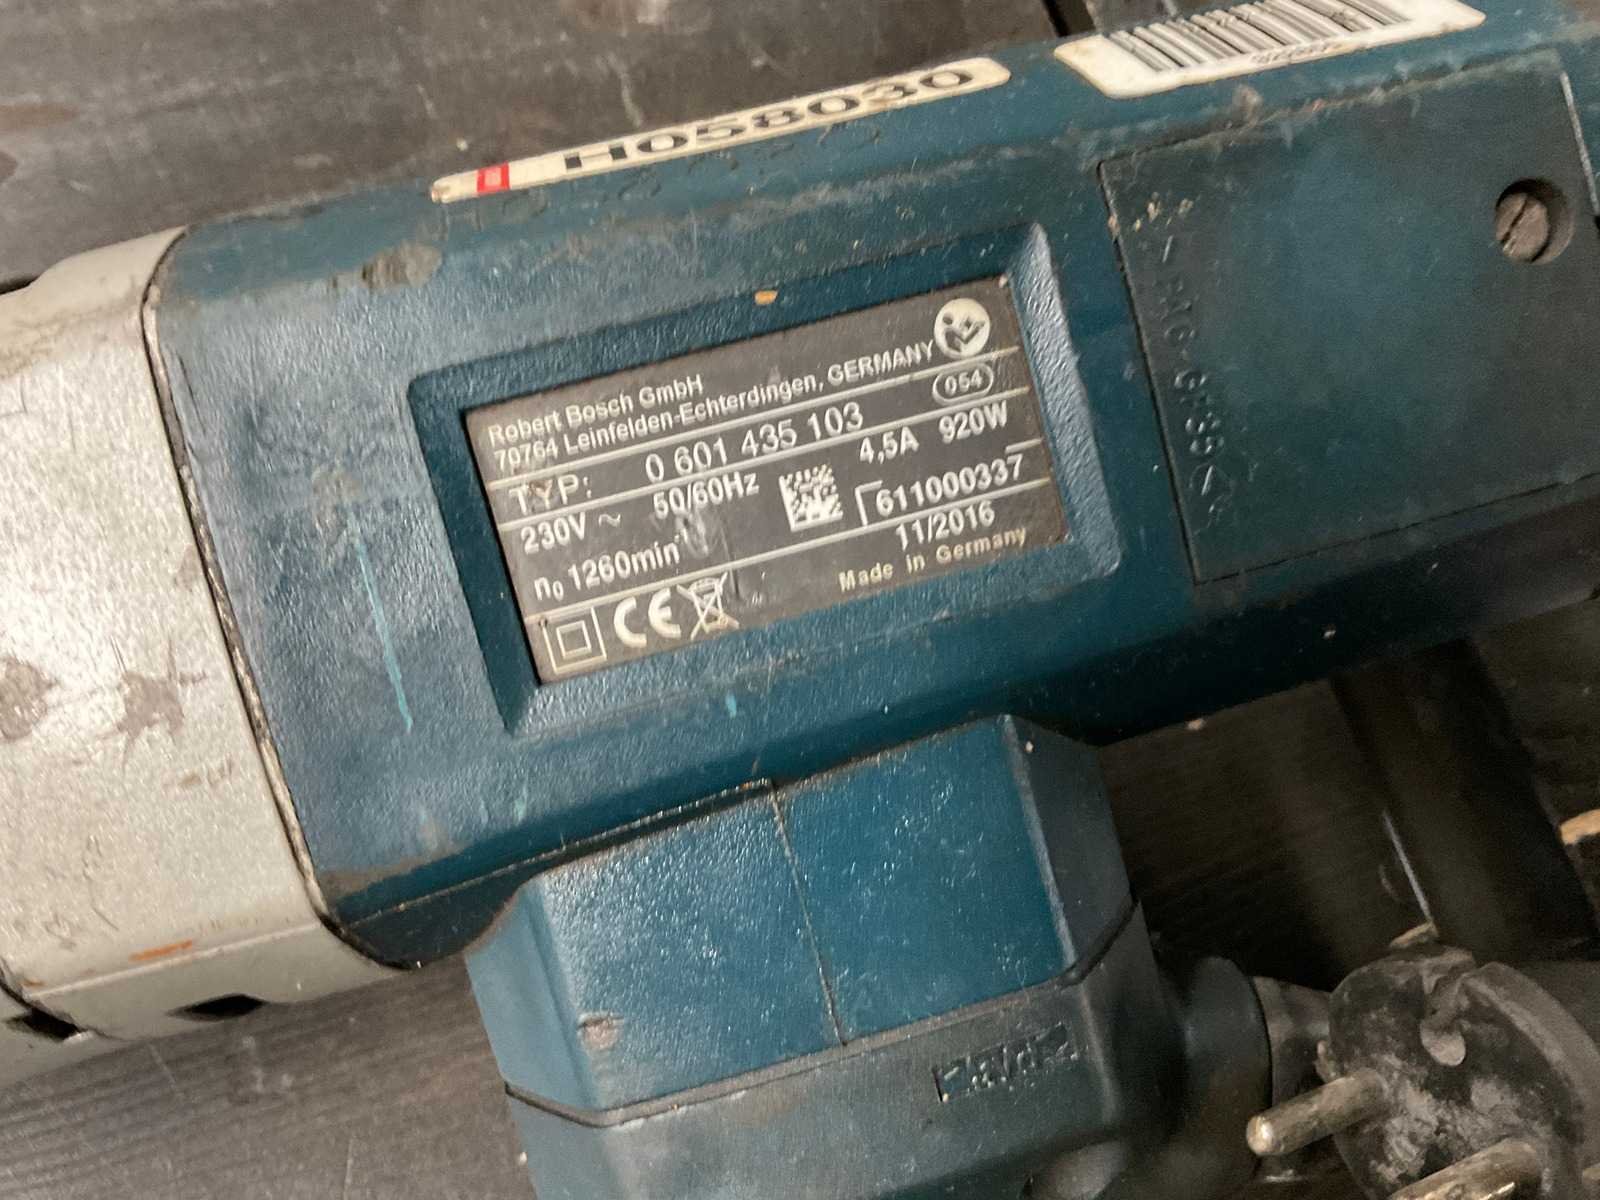 H058030
Robert Bosch GmbH
70764 Leinfelden-Echterdingen, GERMANY
TYP: 0 601 435 103 054
230V ~ 50/60Hz 4,5A 920W
n₀ 1260min⁻¹ 611000337
11/2016
Made in Germany
CE
>PVC<